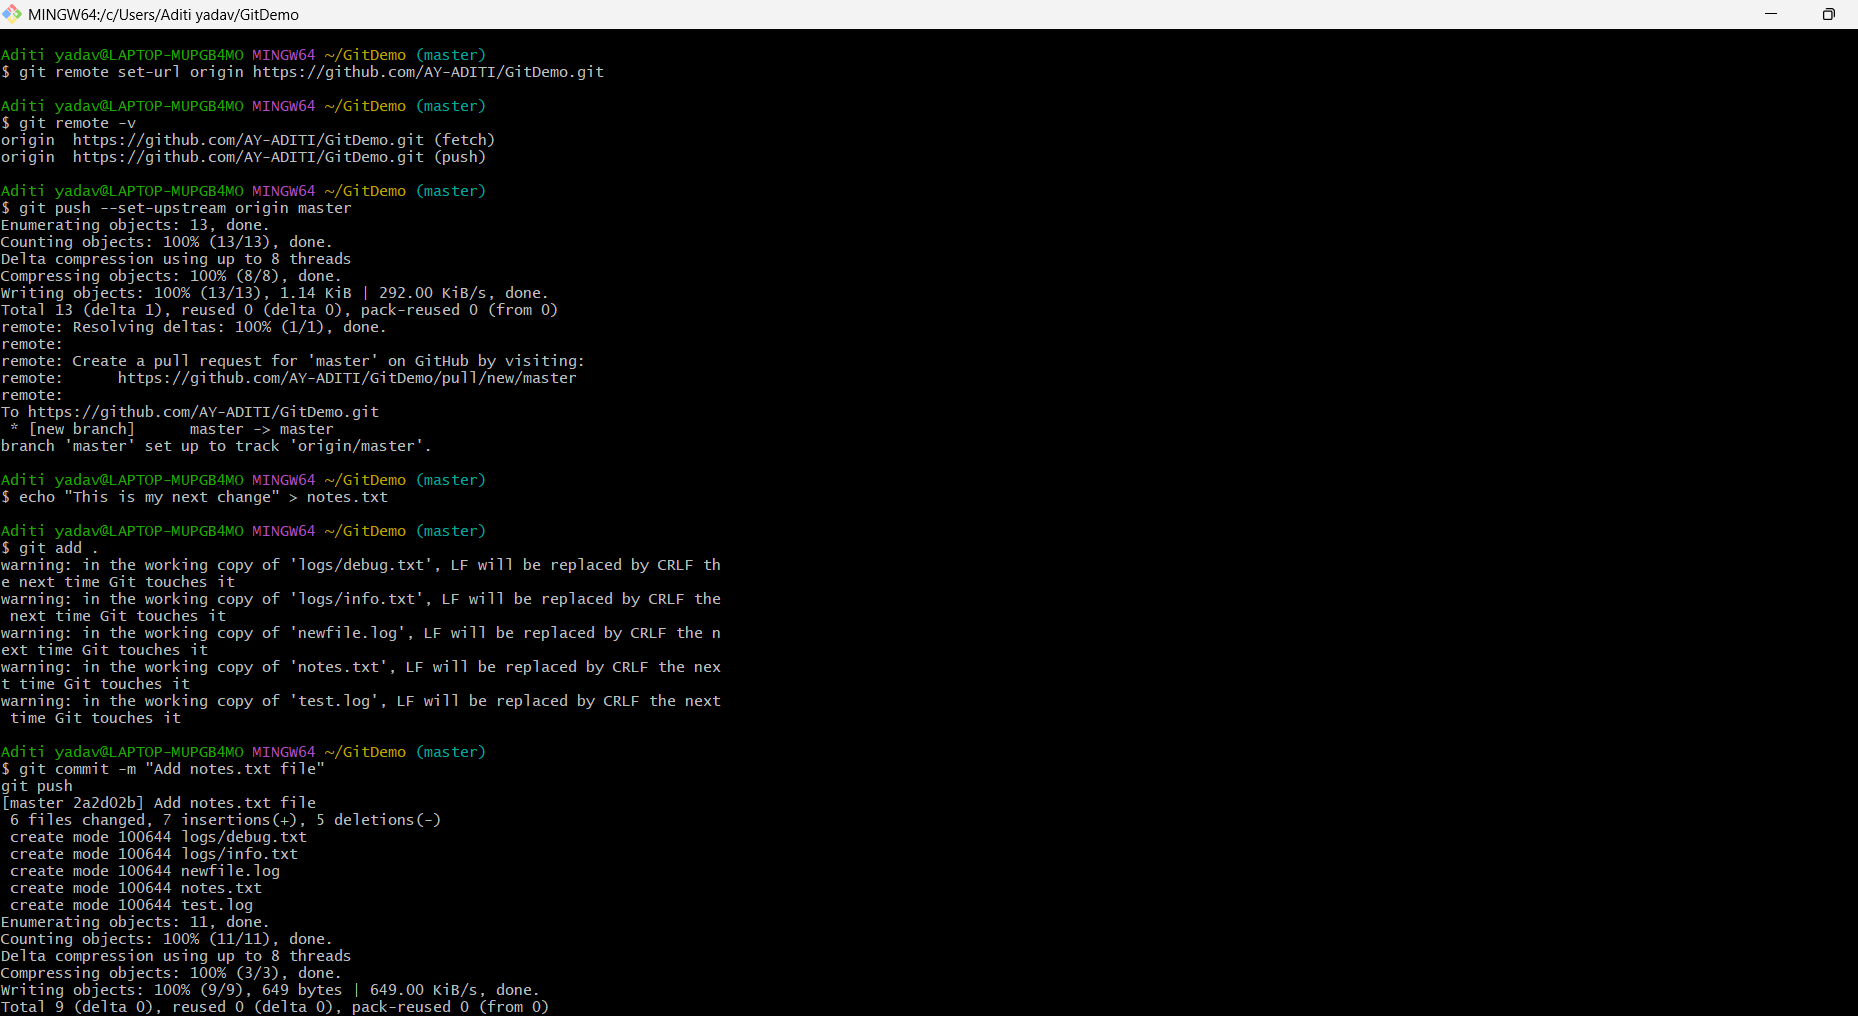 MINGW64:/c/Users/Aditi yadav/GitDemo
Aditi yadav@LAPTOP-MUPGB4MO MINGW64 ~/GitDemo (master)
$ git remote set-url origin https://github.com/AY-ADITI/GitDemo.git
Aditi yadav@LAPTOP-MUPGB4MO MINGW64 ~/GitDemo (master)
$ git remote -v
origin  https://github.com/AY-ADITI/GitDemo.git (fetch)
origin  https://github.com/AY-ADITI/GitDemo.git (push)
Aditi yadav@LAPTOP-MUPGB4MO MINGW64 ~/GitDemo (master)
$ git push --set-upstream origin master
Enumerating objects: 13, done.
Counting objects: 100% (13/13), done.
Delta compression using up to 8 threads
Compressing objects: 100% (8/8), done.
Writing objects: 100% (13/13), 1.14 KiB | 292.00 KiB/s, done.
Total 13 (delta 1), reused 0 (delta 0), pack-reused 0 (from 0)
remote: Resolving deltas: 100% (1/1), done.
remote:
remote: Create a pull request for 'master' on GitHub by visiting:
remote:      https://github.com/AY-ADITI/GitDemo/pull/new/master
remote:
To https://github.com/AY-ADITI/GitDemo.git
 * [new branch]      master -> master
branch 'master' set up to track 'origin/master'.
Aditi yadav@LAPTOP-MUPGB4MO MINGW64 ~/GitDemo (master)
$ echo "This is my next change" > notes.txt
Aditi yadav@LAPTOP-MUPGB4MO MINGW64 ~/GitDemo (master)
$ git add .
warning: in the working copy of 'logs/debug.txt', LF will be replaced by CRLF th
e next time Git touches it
warning: in the working copy of 'logs/info.txt', LF will be replaced by CRLF the
 next time Git touches it
warning: in the working copy of 'newfile.log', LF will be replaced by CRLF the n
ext time Git touches it
warning: in the working copy of 'notes.txt', LF will be replaced by CRLF the nex
t time Git touches it
warning: in the working copy of 'test.log', LF will be replaced by CRLF the next
 time Git touches it
Aditi yadav@LAPTOP-MUPGB4MO MINGW64 ~/GitDemo (master)
$ git commit -m "Add notes.txt file"
git push
[master 2a2d02b] Add notes.txt file
 6 files changed, 7 insertions(+), 5 deletions(-)
 create mode 100644 logs/debug.txt
 create mode 100644 logs/info.txt
 create mode 100644 newfile.log
 create mode 100644 notes.txt
 create mode 100644 test.log
Enumerating objects: 11, done.
Counting objects: 100% (11/11), done.
Delta compression using up to 8 threads
Compressing objects: 100% (3/3), done.
Writing objects: 100% (9/9), 649 bytes | 649.00 KiB/s, done.
Total 9 (delta 0), reused 0 (delta 0), pack-reused 0 (from 0)